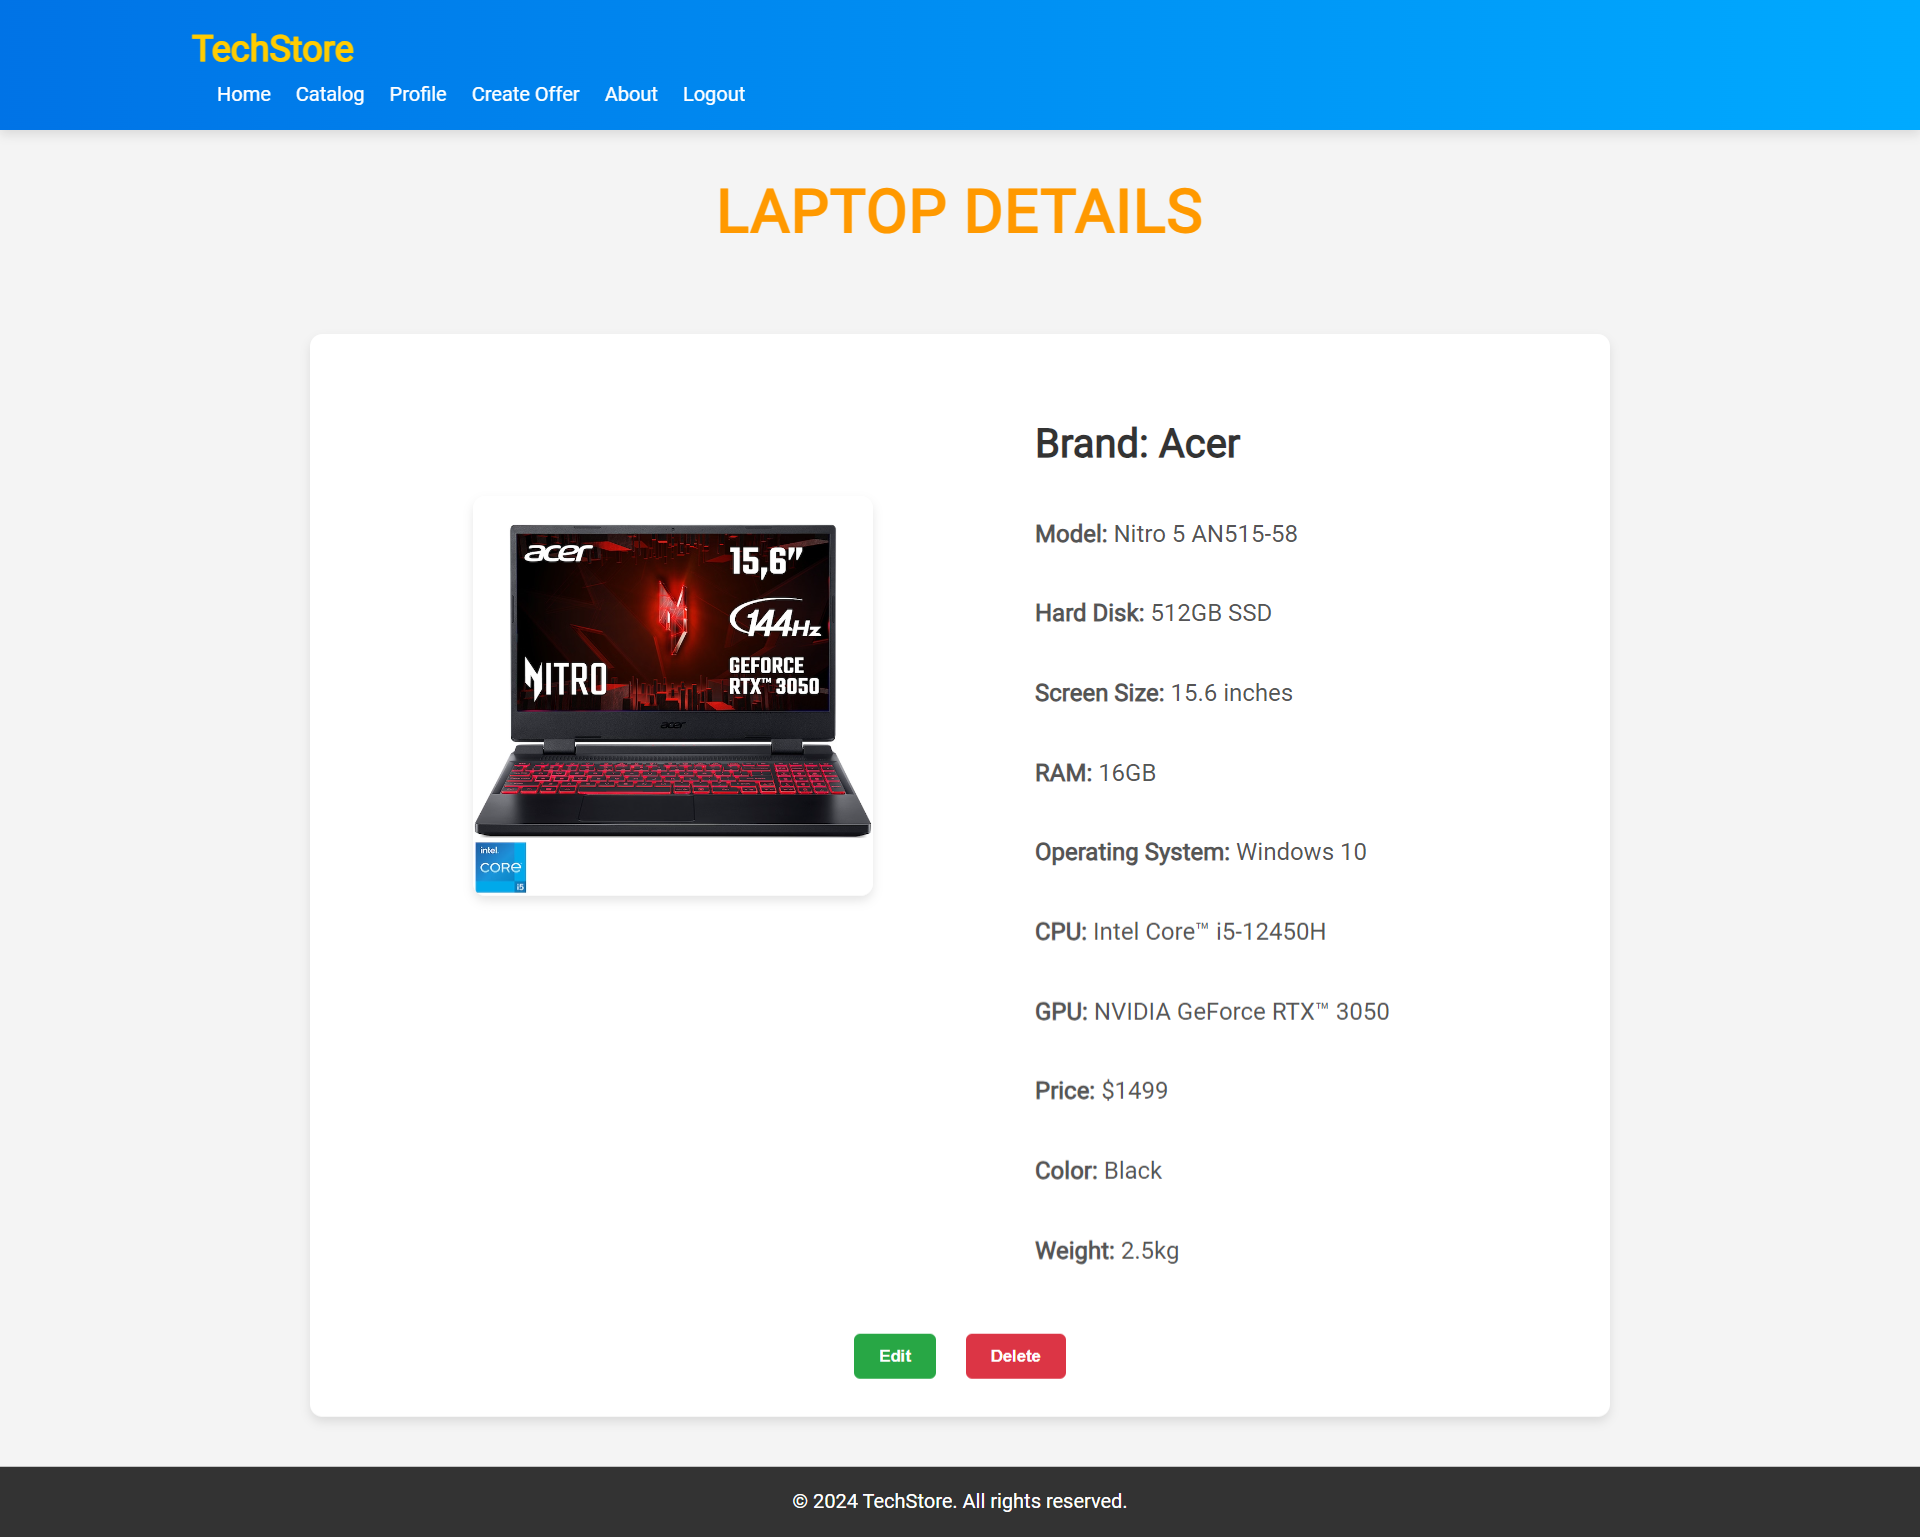 TechStore
Home Catalog Profile Create Offer About Logout
LAPTOP DETAILS
acer
15,6”
144Hz
NITRO
GEFORCE
RTX™ 3050
acer
intel.
CORE
i5
Brand: Acer
Model: Nitro 5 AN515-58
Hard Disk: 512GB SSD
Screen Size: 15.6 inches
RAM: 16GB
Operating System: Windows 10
CPU: Intel Core™ i5-12450H
GPU: NVIDIA GeForce RTX™ 3050
Price: $1499
Color: Black
Weight: 2.5kg
Edit Delete
© 2024 TechStore. All rights reserved.